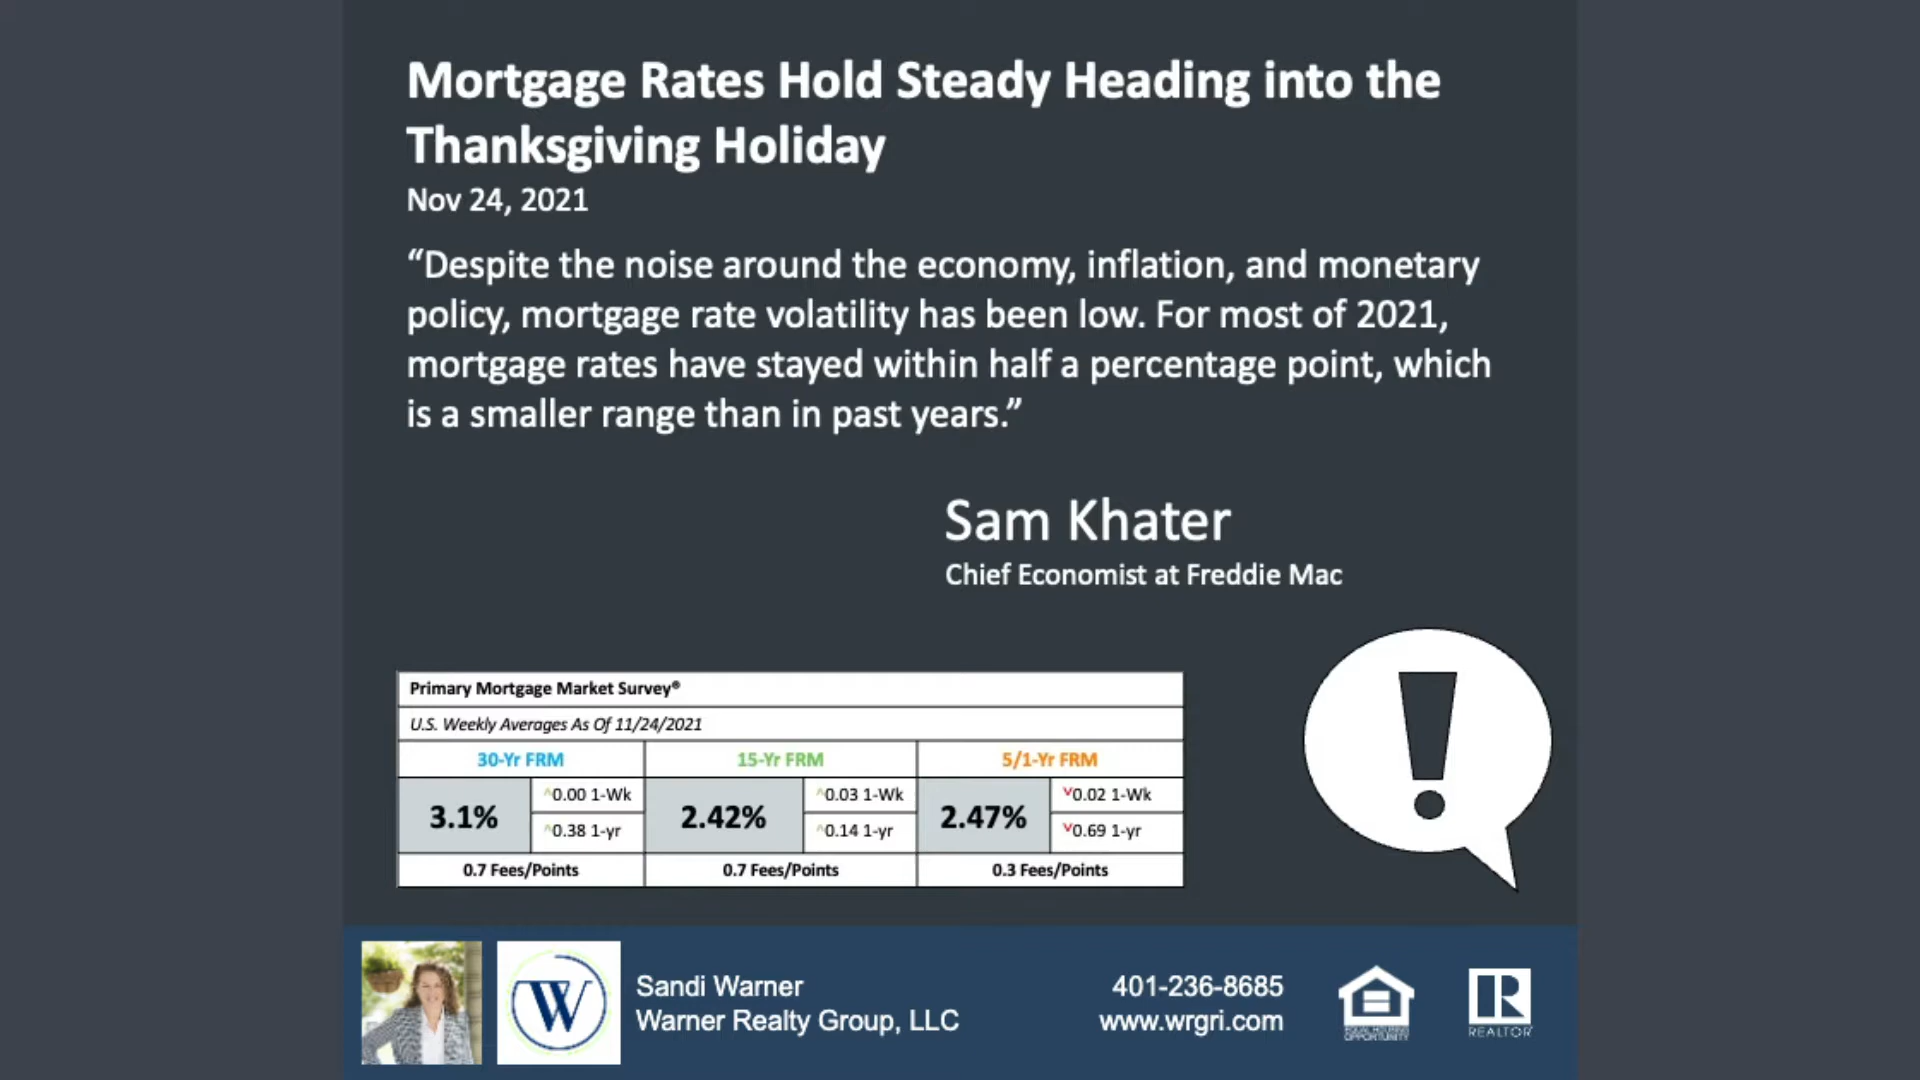 Mortgage Rates Hold Steady Heading into the
Thanksgiving Holiday
Nov 24, 2021
“Despite the noise around the economy, inflation, and monetary
policy, mortgage rate volatility has been low. For most of 2021,
mortgage rates have stayed within half a percentage point, which
is a smaller range than in past years.”
Sam Khater
Chief Economist at Freddie Mac
Primary Mortgage Market Survey®
U.S. Weekly Averages As Of 11/24/2021
30-Yr FRM 15-Yr FRM 5/1-Yr FRM
3.1% ^0.00 1-Wk 2.42% ^0.03 1-Wk 2.47% v0.02 1-Wk
^0.38 1-yr ^0.14 1-yr v0.69 1-yr
0.7 Fees/Points 0.7 Fees/Points 0.3 Fees/Points
!
W
Sandi Warner 401-236-8685
Warner Realty Group, LLC www.wrgri.com
EQUAL HOUSING
OPPORTUNITY
R
REALTOR